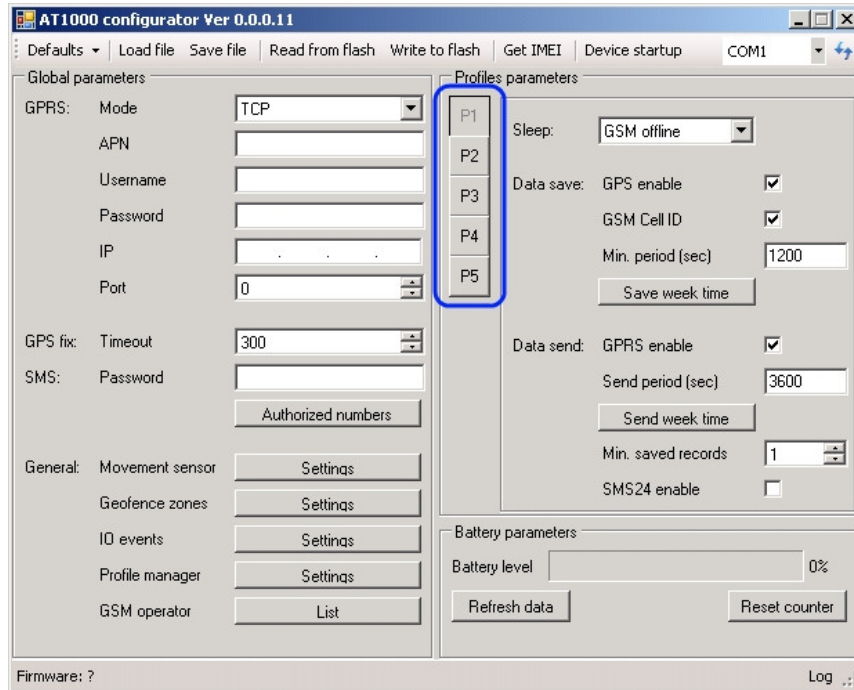 AT1000 configurator Ver 0.0.0.11
Defaults Load file Save file Read from flash Write to flash Get IMEI Device startup COM1
Global parameters
GPRS: Mode TCP
APN
Username
Password
IP . . .
Port 0
GPS fix: Timeout 300
SMS: Password
Authorized numbers
General: Movement sensor Settings
Geofence zones Settings
IO events Settings
Profile manager Settings
GSM operator List
Profiles parameters
P1
P2
P3
P4
P5
Sleep: GSM offline
Data save: GPS enable
GSM Cell ID
Min. period (sec) 1200
Save week time
Data send: GPRS enable
Send period (sec) 3600
Send week time
Min. saved records 1
SMS24 enable
Battery parameters
Battery level 0%
Refresh data Reset counter
Firmware: ? Log